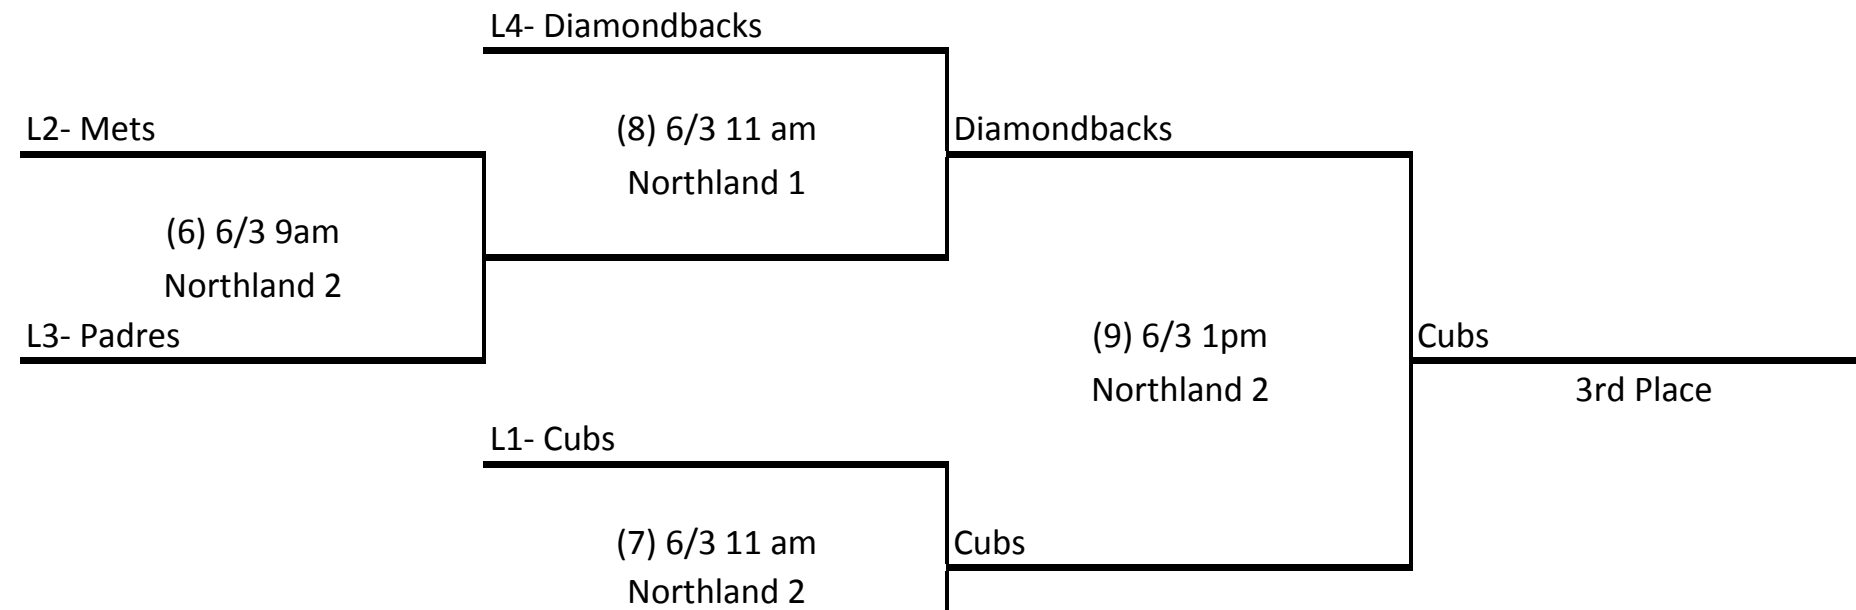 L4- Diamondbacks
L2- Mets
(8) 6/3 11 am
Diamondbacks
Northland 1
(6) 6/3 9am
Northland 2
L3- Padres
(9) 6/3 1pm
Cubs
Northland 2
3rd Place
L1- Cubs
(7) 6/3 11 am
Cubs
Northland 2